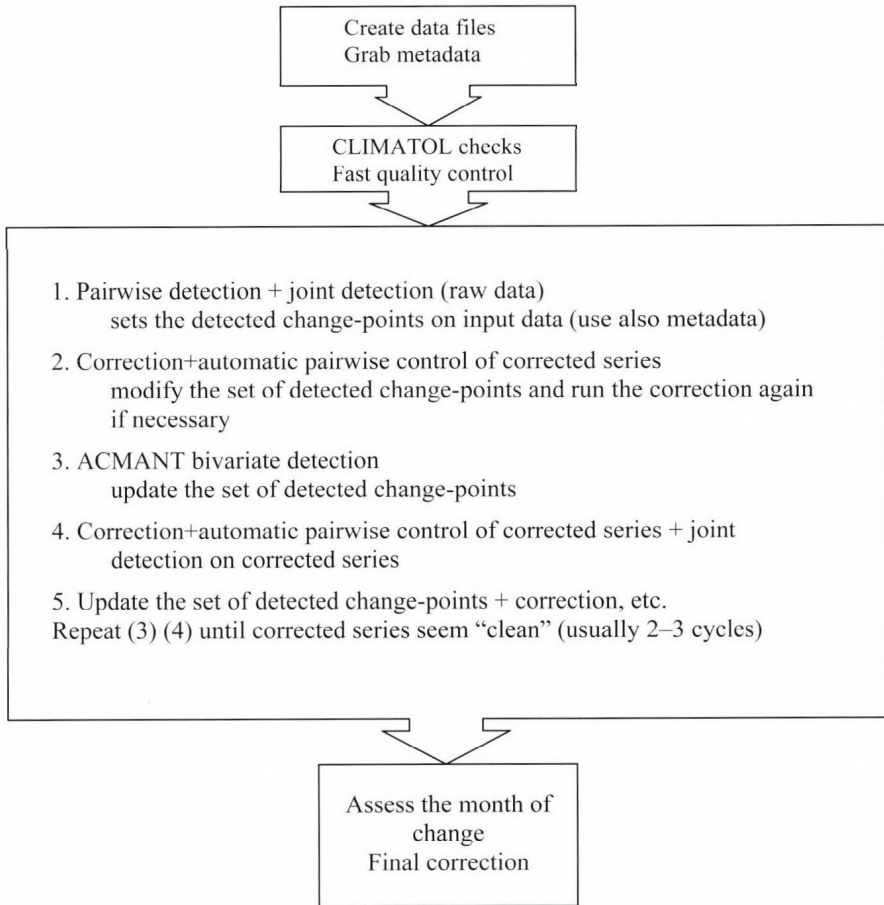 Create data files
Grab metadata
CLIMATOL checks
Fast quality control
1. Pairwise detection + joint detection (raw data)
sets the detected change-points on input data (use also metadata)
2. Correction+automatic pairwise control of corrected series
modify the set of detected change-points and run the correction again
if necessary
3. ACMANT bivariate detection
update the set of detected change-points
4. Correction+automatic pairwise control of corrected series + joint
detection on corrected series
5. Update the set of detected change-points + correction, etc.
Repeat (3) (4) until corrected series seem “clean” (usually 2–3 cycles)
Assess the month of
change
Final correction